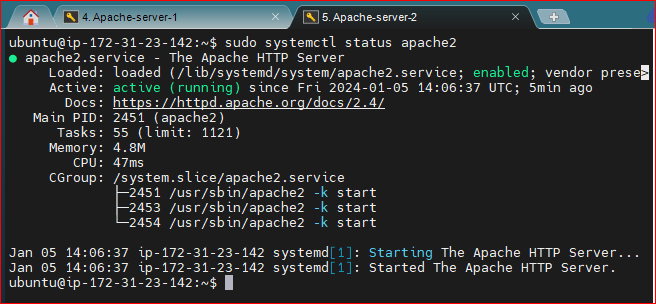 4. Apache-server-1
5. Apache-server-2
ubuntu@ip-172-31-23-142:~$ sudo systemctl status apache2
● apache2.service - The Apache HTTP Server
Loaded: loaded (/lib/systemd/system/apache2.service; enabled; vendor prese>
Active: active (running) since Fri 2024-01-05 14:06:37 UTC; 5min ago
Docs: https://httpd.apache.org/docs/2.4/
Main PID: 2451 (apache2)
Tasks: 55 (limit: 1121)
Memory: 4.8M
CPU: 47ms
CGroup: /system.slice/apache2.service
├─2451 /usr/sbin/apache2 -k start
├─2453 /usr/sbin/apache2 -k start
└─2454 /usr/sbin/apache2 -k start
Jan 05 14:06:37 ip-172-31-23-142 systemd[1]: Starting The Apache HTTP Server...
Jan 05 14:06:37 ip-172-31-23-142 systemd[1]: Started The Apache HTTP Server.
ubuntu@ip-172-31-23-142:~$